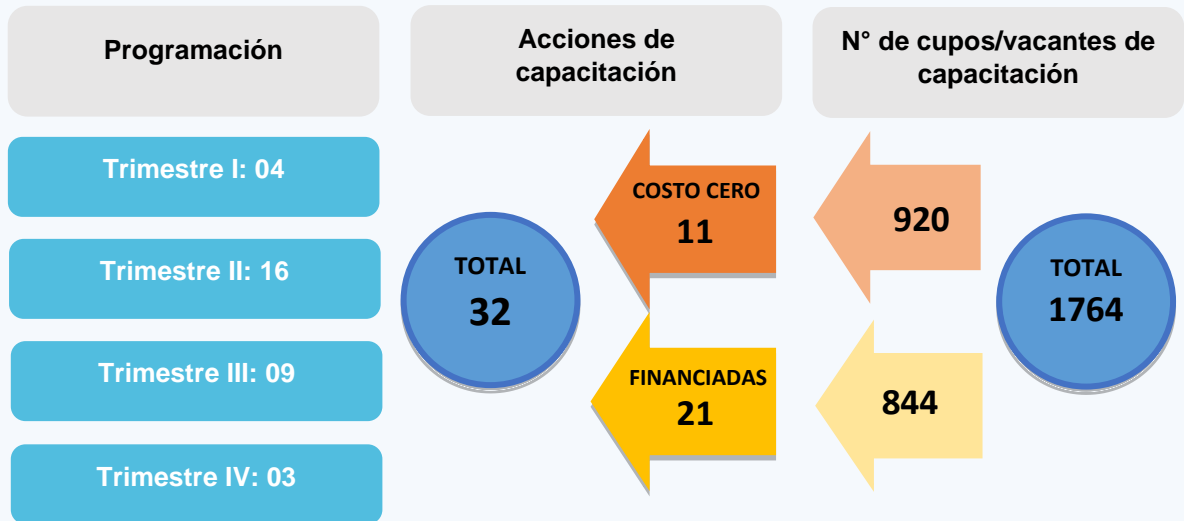 Programación
Trimestre I: 04
Trimestre II: 16
Trimestre III: 09
Trimestre IV: 03
Acciones de
capacitación
TOTAL
32
COSTO CERO
11
FINANCIADAS
21
N° de cupos/vacantes de
capacitación
920
844
TOTAL
1764